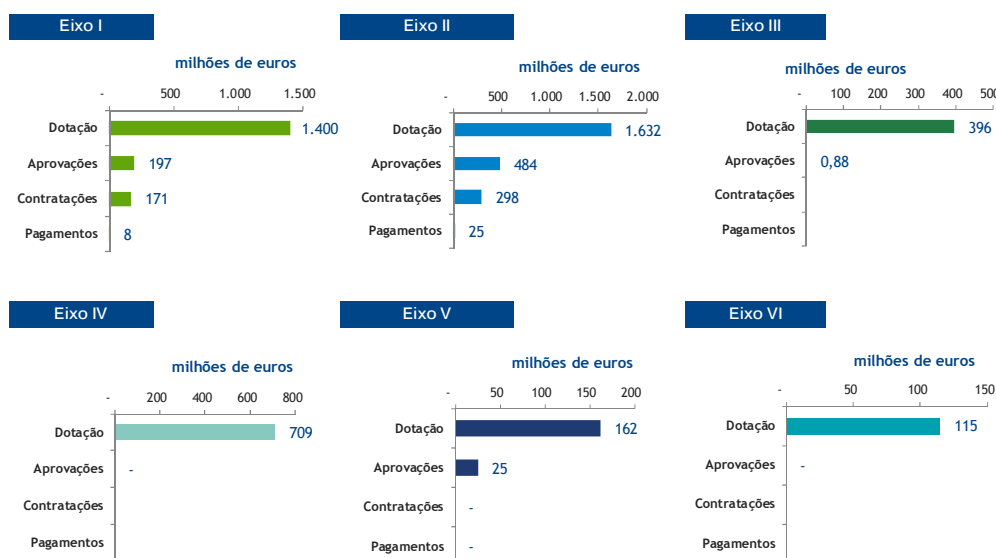 Eixo I
milhões de euros
- 500 1.000 1.500
Dotação 1.400
Aprovações 197
Contratações 171
Pagamentos 8
Eixo II
milhões de euros
- 500 1.000 1.500 2.000
Dotação 1.632
Aprovações 484
Contratações 298
Pagamentos 25
Eixo III
milhões de euros
- 100 200 300 400 500
Dotação 396
Aprovações 0,88
Contratações
Pagamentos
Eixo IV
milhões de euros
- 200 400 600 800
Dotação 709
Aprovações -
Contratações
Pagamentos
Eixo V
milhões de euros
- 50 100 150 200
Dotação 162
Aprovações 25
Contratações -
Pagamentos -
Eixo VI
milhões de euros
- 50 100 150
Dotação 115
Aprovações -
Contratações
Pagamentos